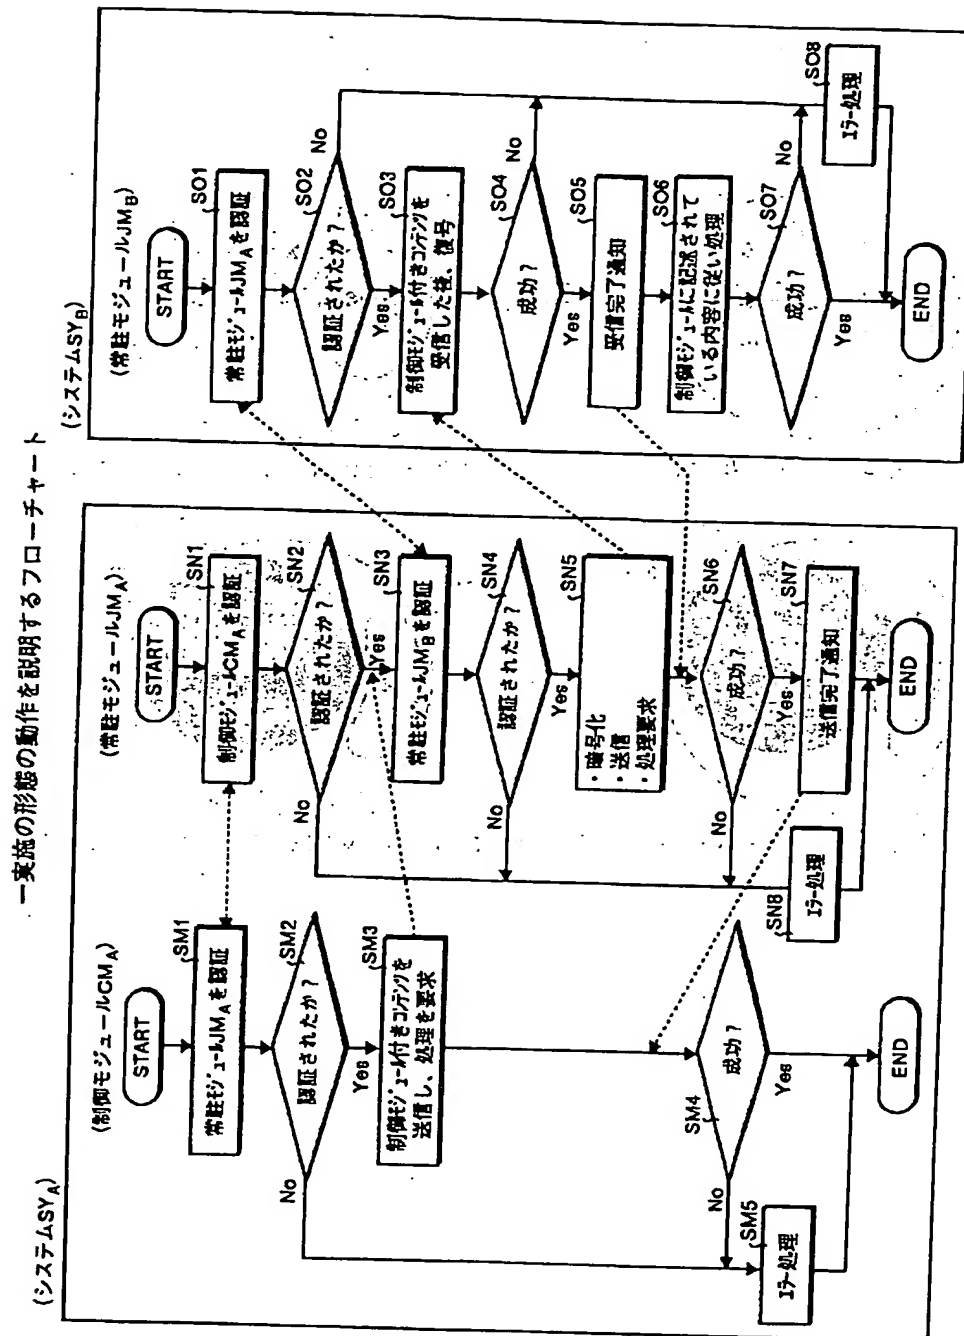 一実施の形態の動作を説明するフローチャート
(システムSYA)
(制御モジュールCMA)
START
SM1
常駐モジュールJMAを認証
SM2
認証されたか?
No
Yes
SM3
制御モジュール付きコンテンツを
送信し、処理を要求
SM4
成功?
No
Yes
SM5
エラー処理
END
(常駐モジュールJMA)
START
SN1
制御モジュールCMAを認証
SN2
認証されたか?
No
Yes
SN3
常駐モジュールJMBを認証
SN4
認証されたか?
No
Yes
SN5
・暗号化
・送信
・処理要求
SN6
成功?
No
Yes
SN7
送信完了通知
SN8
エラー処理
END
(システムSYB)
(常駐モジュールJMB)
START
SO1
常駐モジュールJMAを認証
SO2
認証されたか?
No
Yes
SO3
制御モジュール付きコンテンツを
受信した後、復号
SO4
成功?
No
Yes
SO5
受信完了通知
SO6
制御モジュールに記述されて
いる内容に従い処理
SO7
成功?
No
Yes
SO8
エラー処理
END